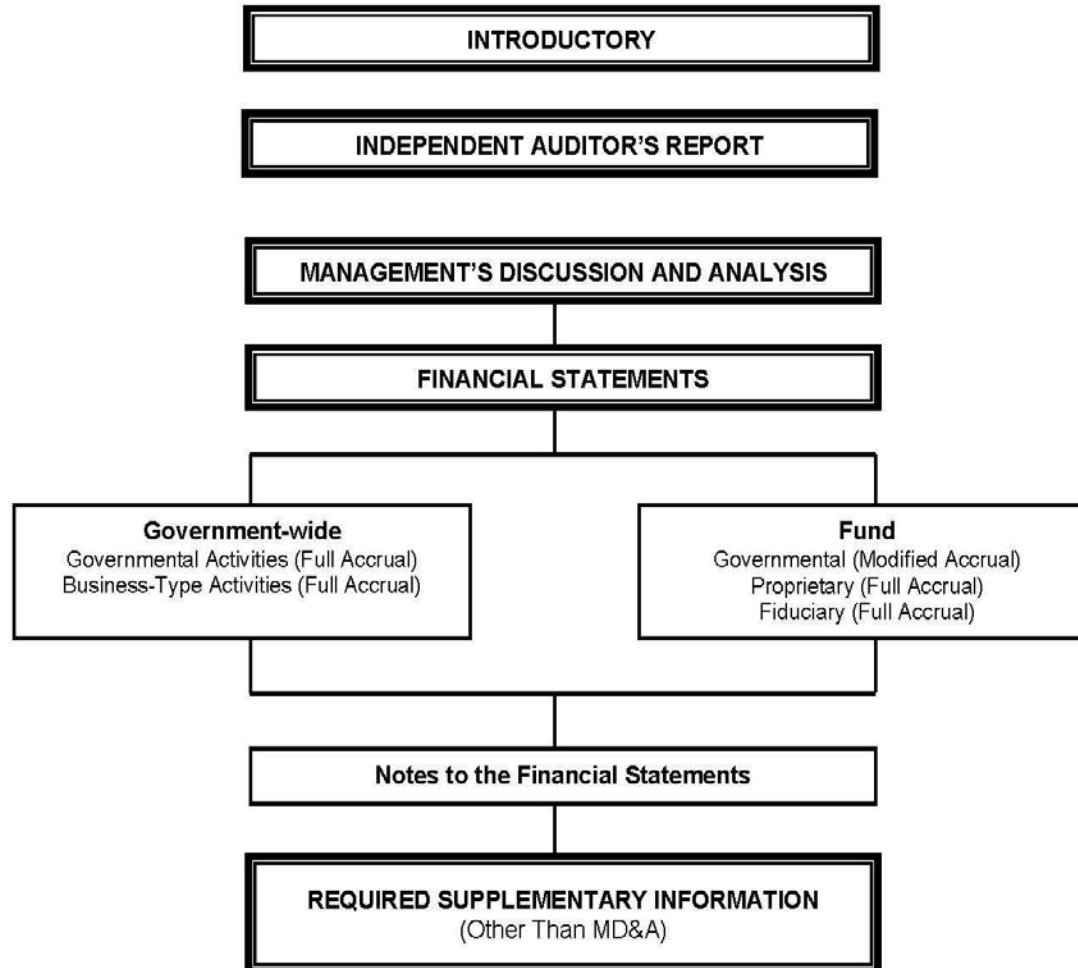 INTRODUCTORY
INDEPENDENT AUDITOR'S REPORT
MANAGEMENT'S DISCUSSION AND ANALYSIS
FINANCIAL STATEMENTS
Government-wide
Governmental Activities (Full Accrual)
Business-Type Activities (Full Accrual)
Fund
Governmental (Modified Accrual)
Proprietary (Full Accrual)
Fiduciary (Full Accrual)
Notes to the Financial Statements
REQUIRED SUPPLEMENTARY INFORMATION
(Other Than MD&A)